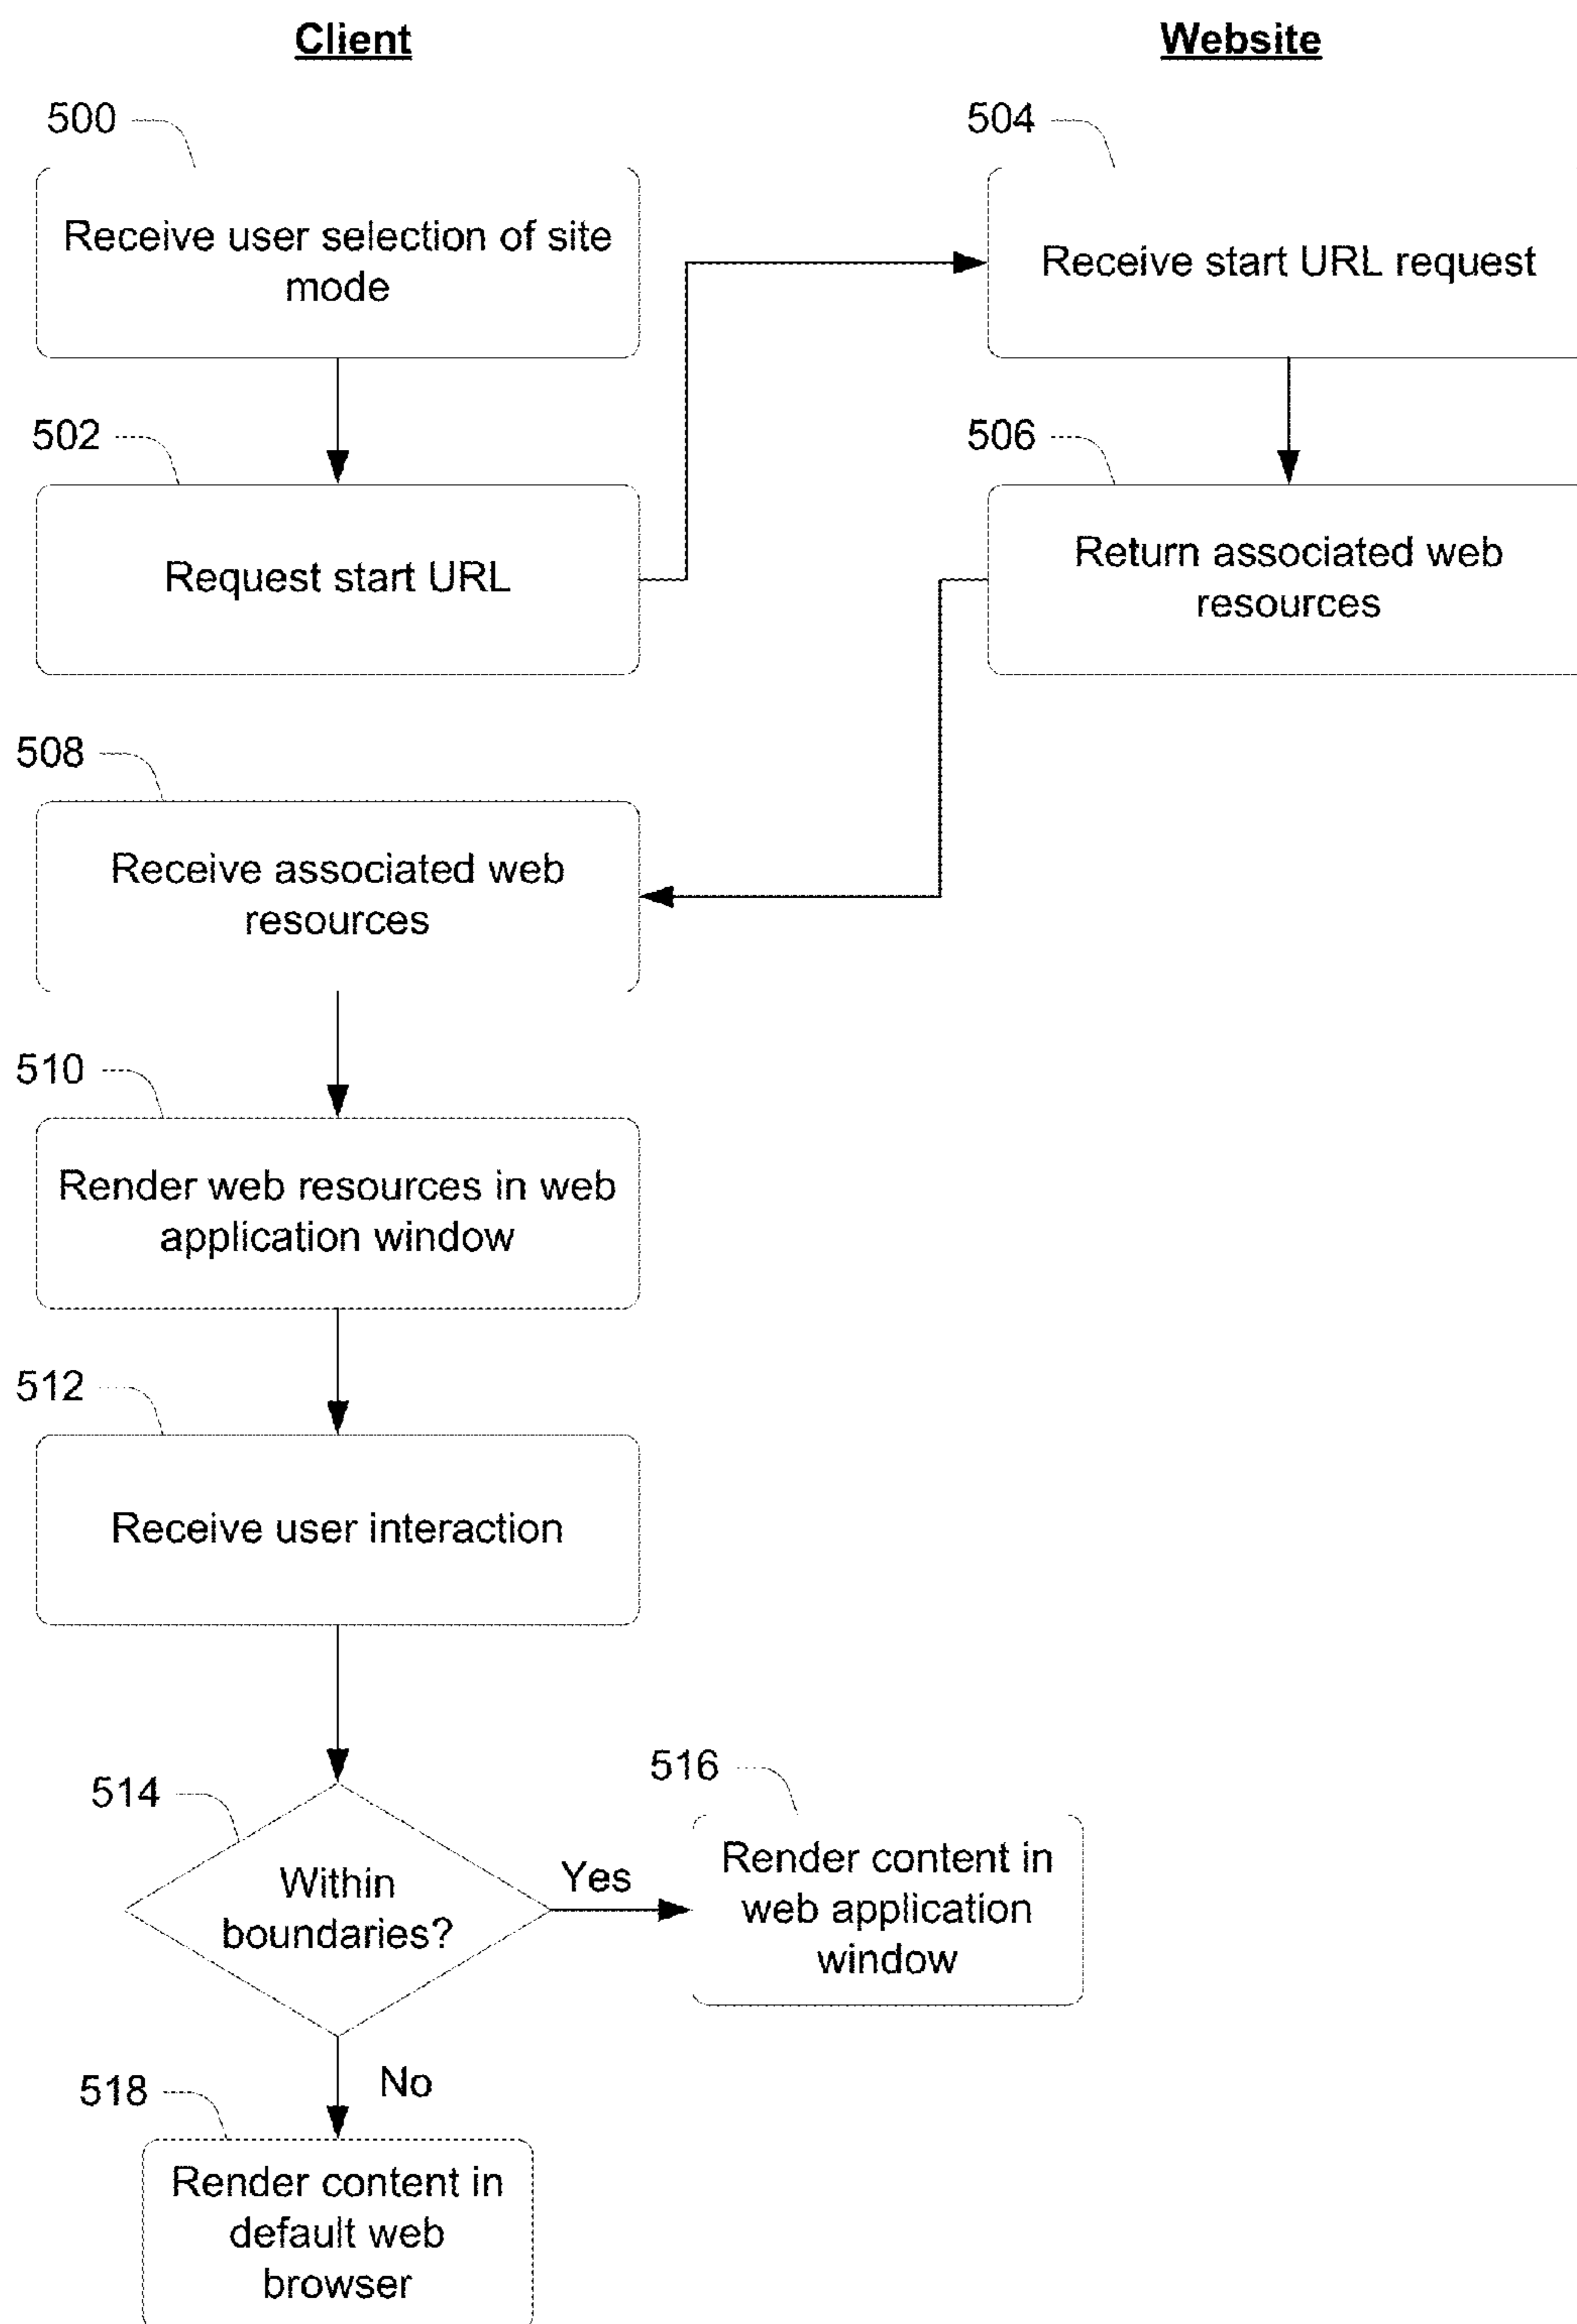 Client
Website
500
504
Receive user selection of site
mode
Receive start URL request
502
506
Request start URL
Return associated web
resources
508
Receive associated web
resources
510
Render web resources in web
application window
512
Receive user interaction
514
516
Within
boundaries?
Yes
Render content in
web application
window
No
518
Render content in
default web
browser